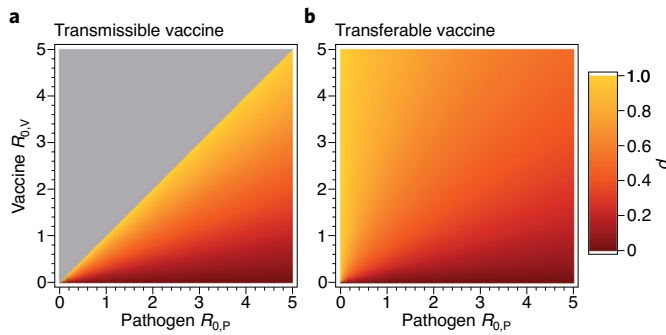 a
b
Transmissible vaccine
Transferable vaccine
5
4
3
2
1
0
Vaccine R0,V
0 1 2 3 4 5
Pathogen R0,P
5
4
3
2
1
0
0 1 2 3 4 5
Pathogen R0,P
1.0
0.8
0.6
0.4
0.2
0
d